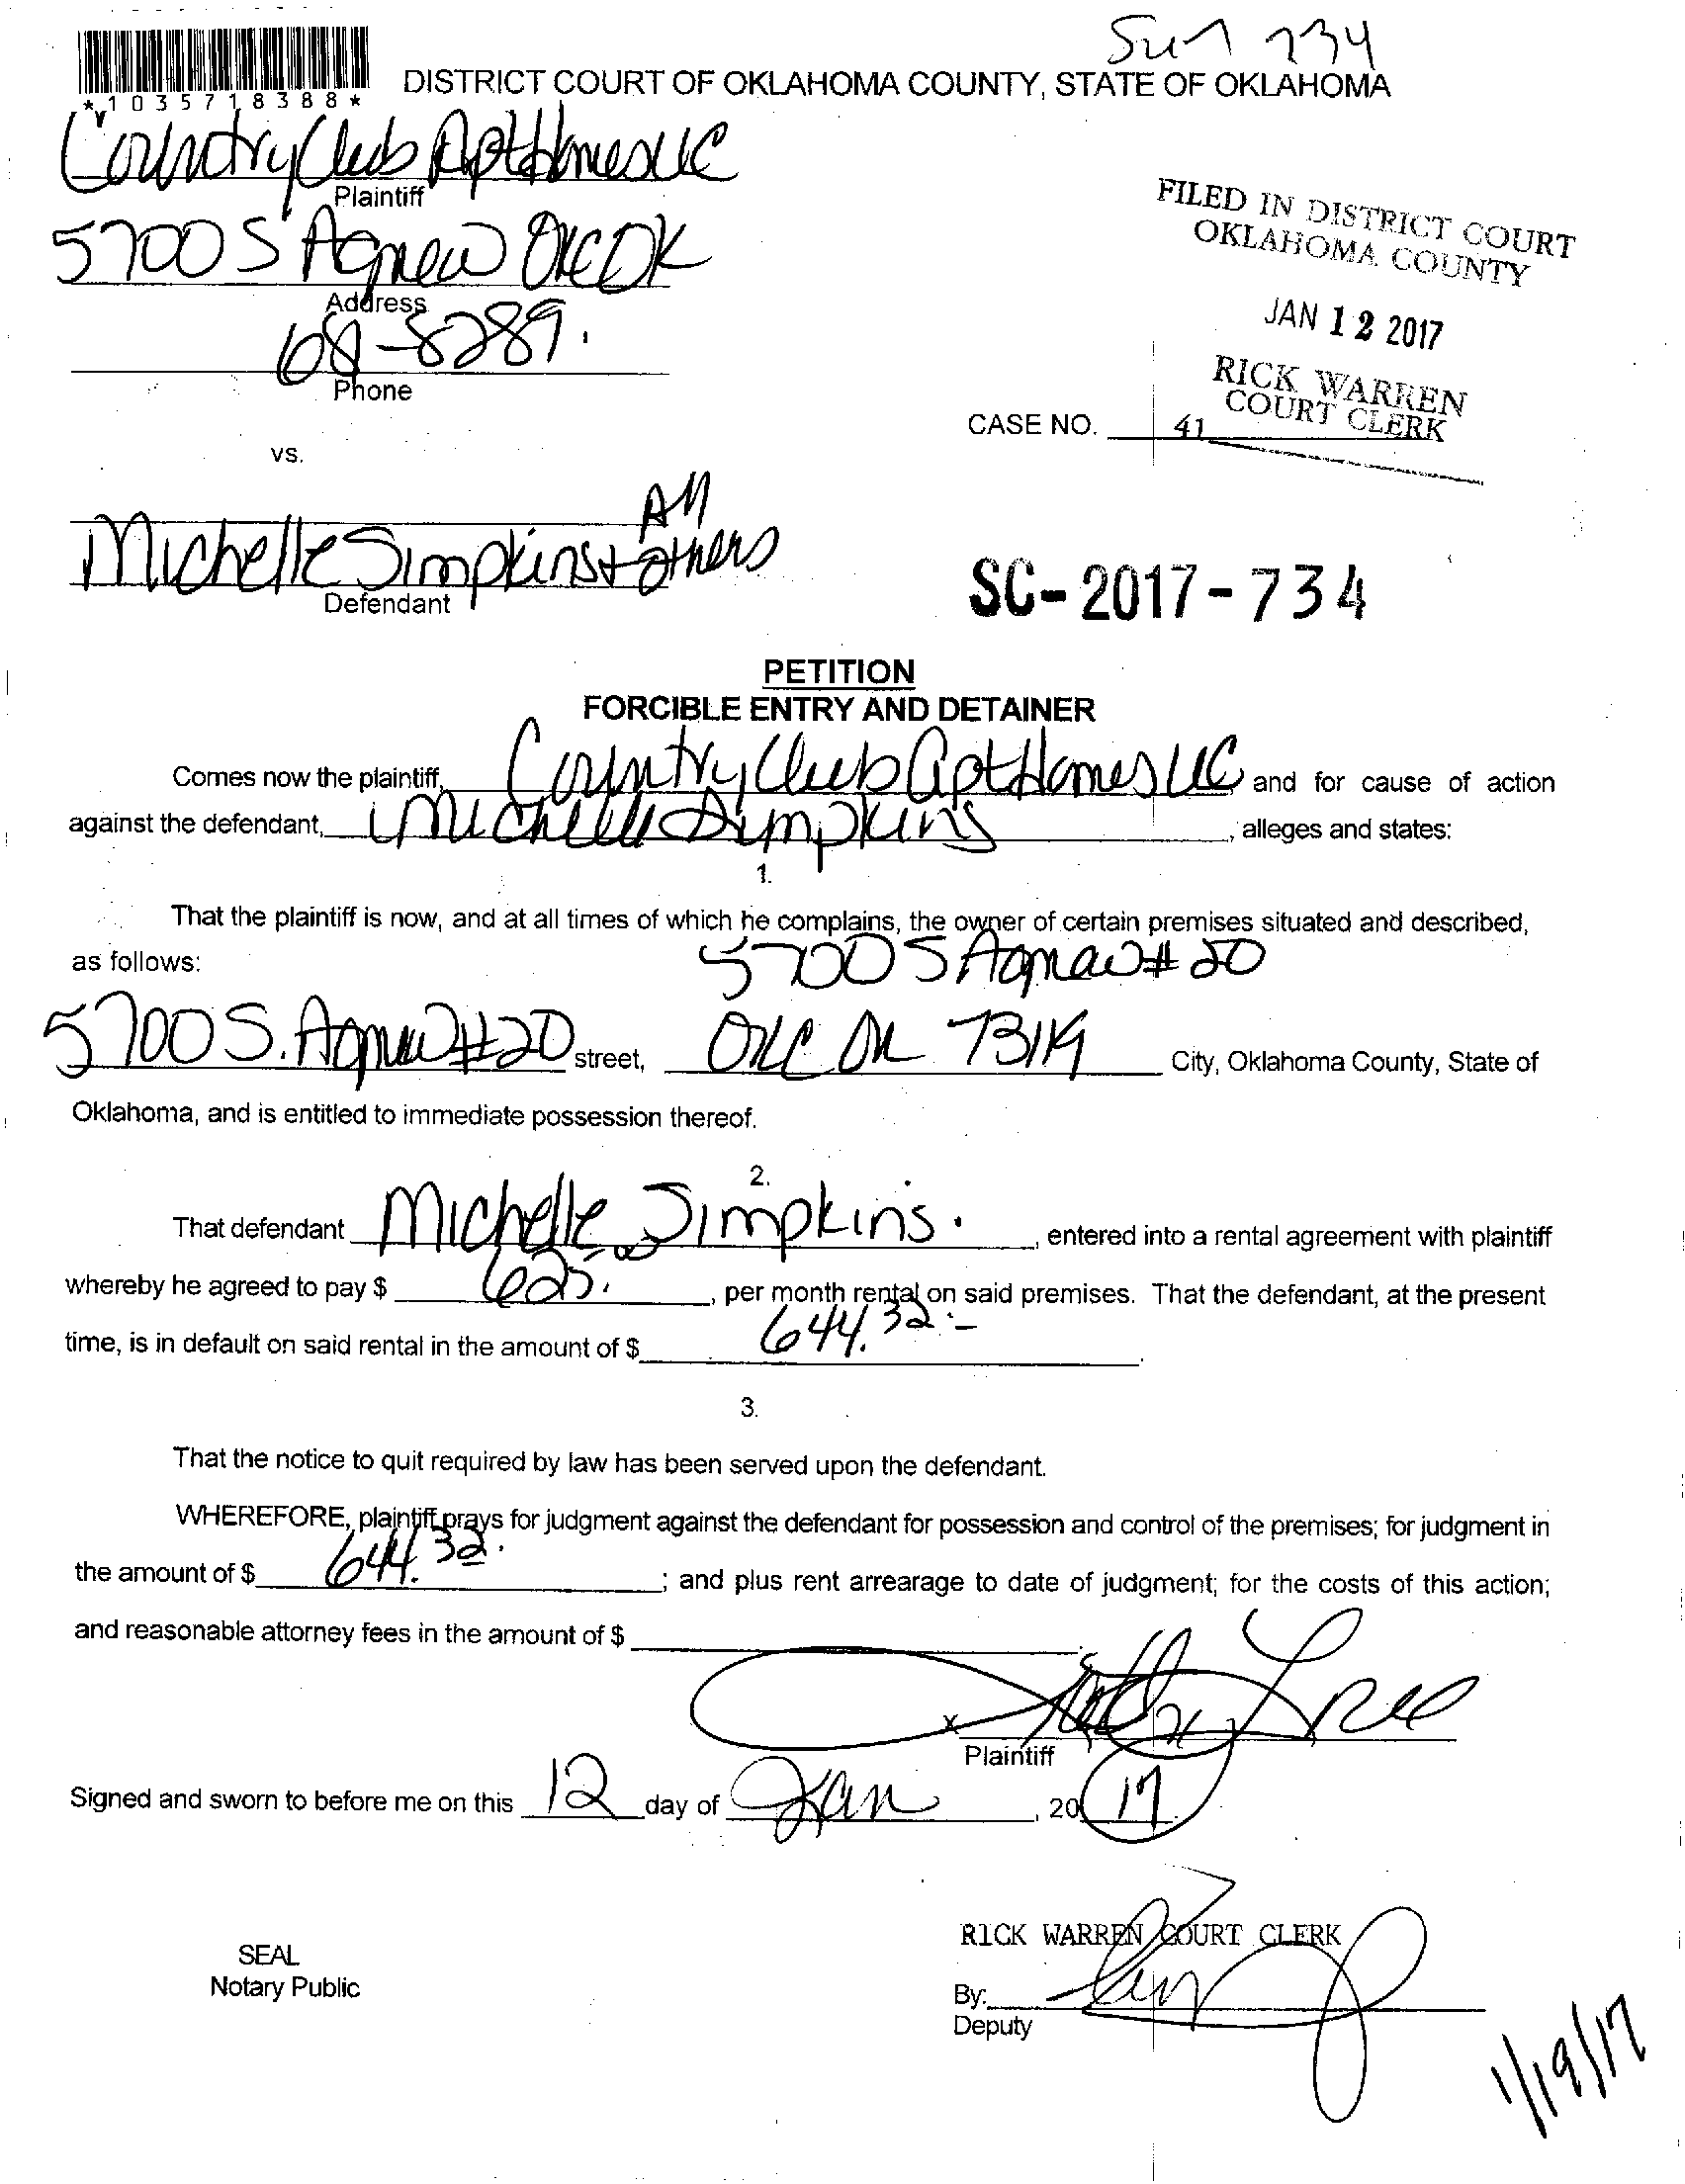 DISTRICT COURT OF OKLAHOMA COUNTY, STATE OF OKLAHOMA
*1035718388*
Country Club Apt Homes LLC
Plaintiff
5700 S Agnew OKC OK
Address
68 - 8289.
Phone
FILED IN DISTRICT COURT
OKLAHOMA COUNTY
JAN 12 2017
RICK WARREN
COURT CLERK
CASE NO.
41
vs.
Michelle Simpkins + All others
Defendant
SC-2017-734
PETITION
FORCIBLE ENTRY AND DETAINER
Comes now the plaintiff, Country Club Apt Homes LLC and for cause of action
against the defendant, Michelle Simpkins, alleges and states:
1.
That the plaintiff is now, and at all times of which he complains, the owner of certain premises situated and described,
as follows: 5700 S Agnew # 20
5700 S. Agnew # 20 street, OKC OK 73119 City, Oklahoma County, State of
Oklahoma, and is entitled to immediate possession thereof.
2.
That defendant Michelle Simpkins, entered into a rental agreement with plaintiff
whereby he agreed to pay $ 625., per month rental on said premises. That the defendant, at the present
time, is in default on said rental in the amount of $ 644.32.
3.
That the notice to quit required by law has been served upon the defendant.
WHEREFORE, plaintiff prays for judgment against the defendant for possession and control of the premises; for judgment in
the amount of $ 644.32; and plus rent arrearage to date of judgment; for the costs of this action;
and reasonable attorney fees in the amount of $
x
Plaintiff
Signed and sworn to before me on this 12 day of Jan, 20 17
RICK WARREN COURT CLERK
SEAL
Notary Public
By:
Deputy
1/19/17